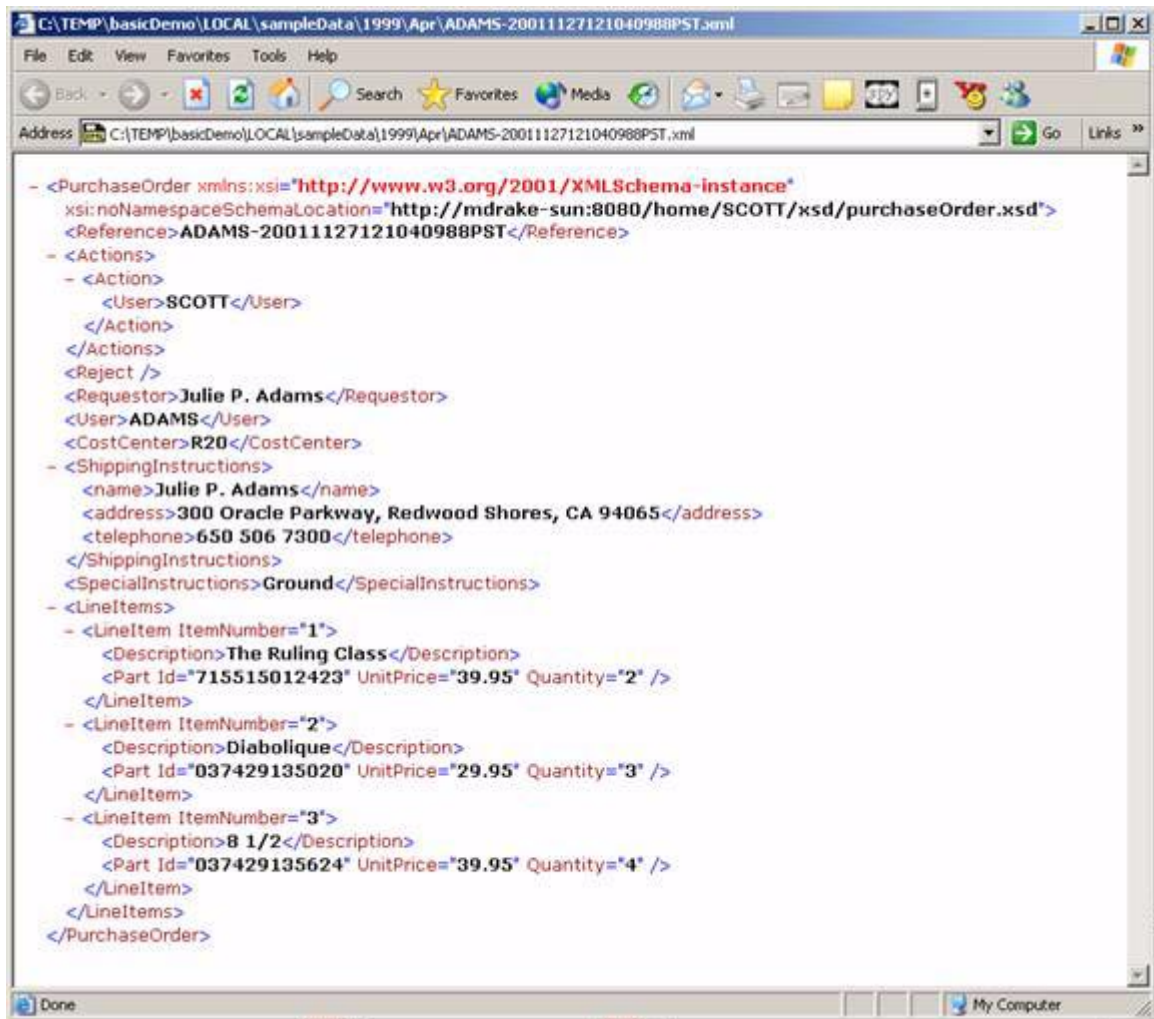 C:\TEMP\basicDemo\LOCAL\sampleData\1999\Apr\ADAMS-20011127121040988PST.xml
File Edit View Favorites Tools Help
Back Search Favorites Media
Address C:\TEMP\basicDemo\LOCAL\sampleData\1999\Apr\ADAMS-20011127121040988PST.xml Go Links »
- <PurchaseOrder xmlns:xsi="http://www.w3.org/2001/XMLSchema-instance"
xsi:noNamespaceSchemaLocation="http://mdrake-sun:8080/home/SCOTT/xsd/purchaseOrder.xsd">
<Reference>ADAMS-20011127121040988PST</Reference>
- <Actions>
- <Action>
<User>SCOTT</User>
</Action>
</Actions>
<Reject />
<Requestor>Julie P. Adams</Requestor>
<User>ADAMS</User>
<CostCenter>R20</CostCenter>
- <ShippingInstructions>
<name>Julie P. Adams</name>
<address>300 Oracle Parkway, Redwood Shores, CA 94065</address>
<telephone>650 506 7300</telephone>
</ShippingInstructions>
<SpecialInstructions>Ground</SpecialInstructions>
- <LineItems>
- <LineItem ItemNumber="1">
<Description>The Ruling Class</Description>
<Part Id="715515012423" UnitPrice="39.95" Quantity="2" />
</LineItem>
- <LineItem ItemNumber="2">
<Description>Diabolique</Description>
<Part Id="037429135020" UnitPrice="29.95" Quantity="3" />
</LineItem>
- <LineItem ItemNumber="3">
<Description>8 1/2</Description>
<Part Id="037429135624" UnitPrice="39.95" Quantity="4" />
</LineItem>
</LineItems>
</PurchaseOrder>
Done My Computer